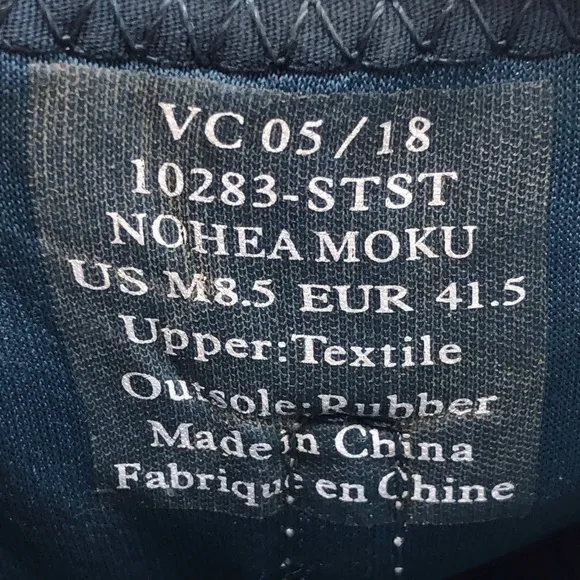 VC 05/18
10283-STST
NOHEA MOKU
US M8.5 EUR 41.5
Upper:Textile
Outsole:Rubber
Made in China
Fabriqué en Chine